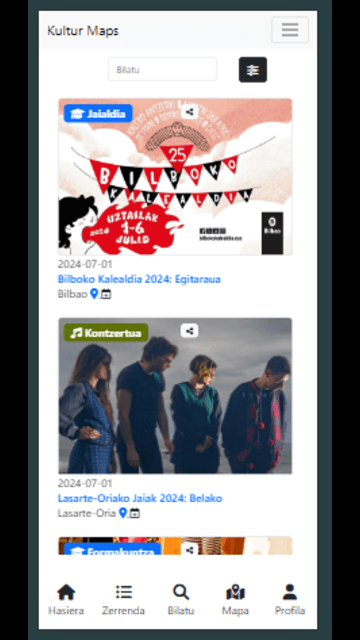 Kultur Maps
Bilatu
Jaialdia
25
BILBOKO
KALEALDIA
UZTAILAK
2024 1-6
JULIO
Bilbao
2024-07-01
Bilboko Kalealdia 2024: Egitaraua
Bilbao
Kontzertua
2024-07-01
Lasarte-Oriako Jaiak 2024: Belako
Lasarte-Oria
Formakuntza
Hasiera Zerrenda Bilatu Mapa Profila